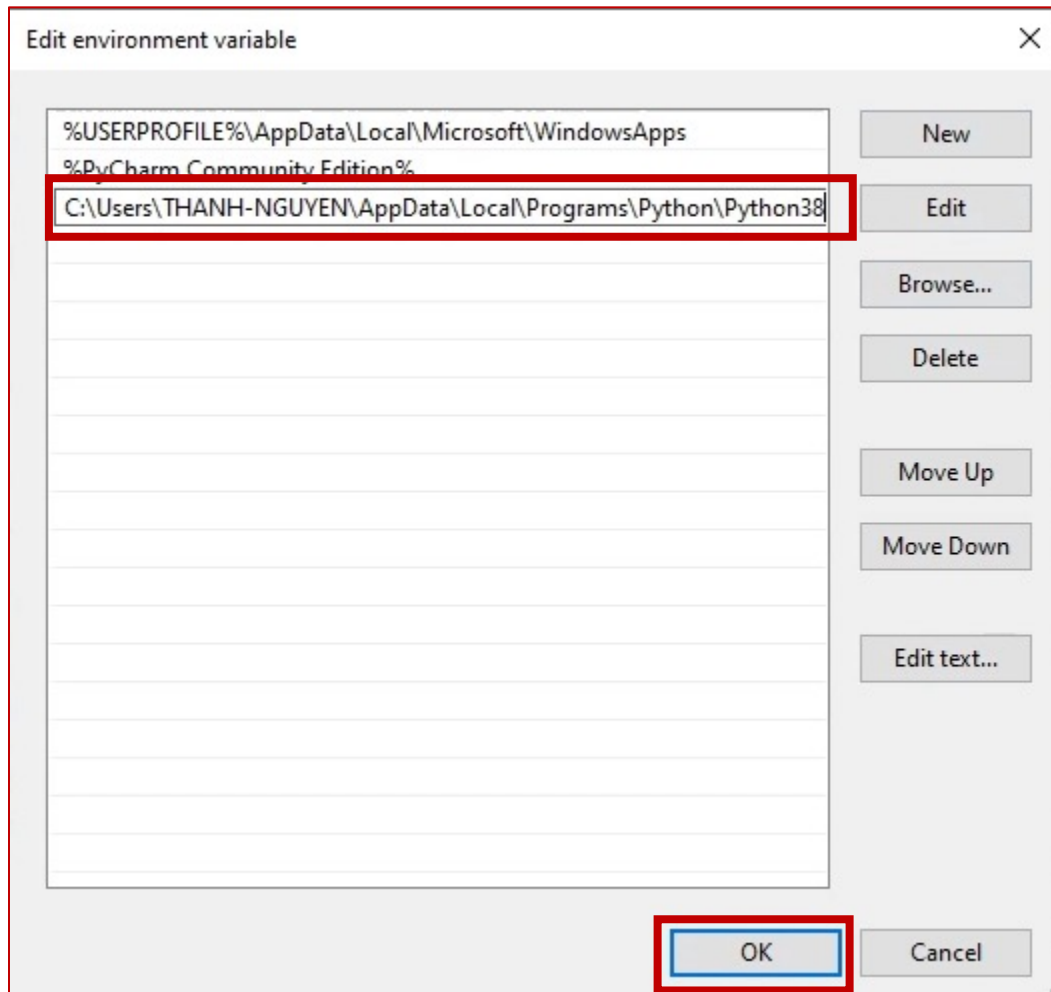 Edit environment variable
%USERPROFILE%\AppData\Local\Microsoft\WindowsApps
%PyCharm Community Edition%
C:\Users\THANH-NGUYEN\AppData\Local\Programs\Python\Python38
New
Edit
Browse...
Delete
Move Up
Move Down
Edit text...
OK
Cancel